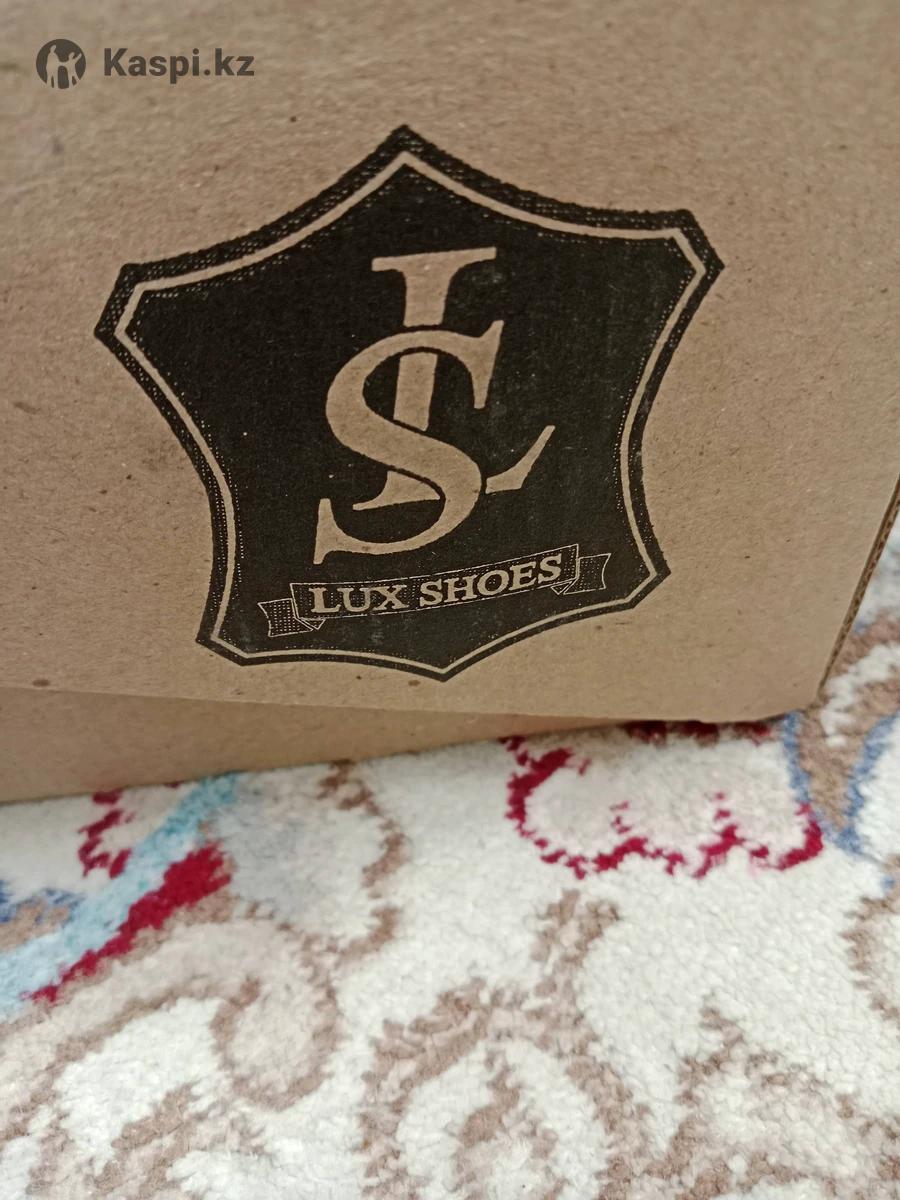 Kaspi.kz
LS
LUX SHOES